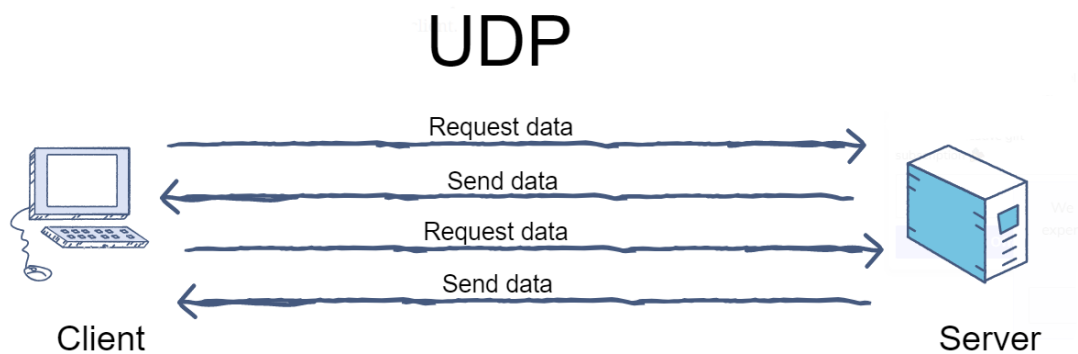 UDP
Request data
Send data
Request data
Send data
Client
Server